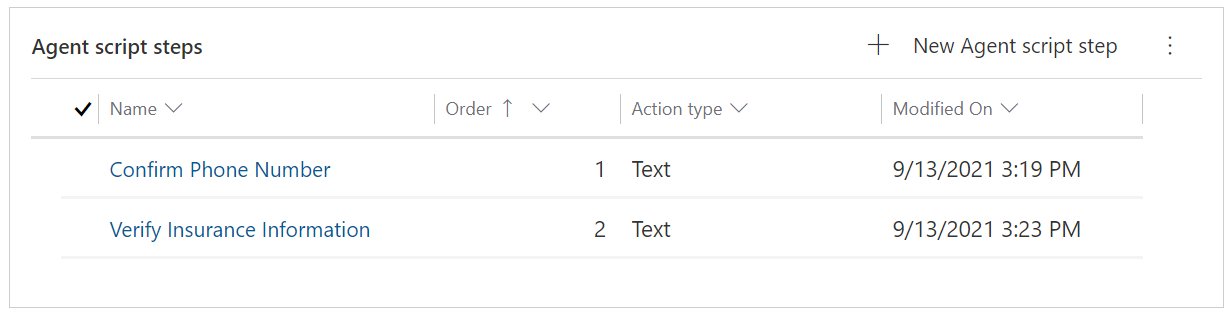 Agent script steps New Agent script step
Name Order Action type Modified On
Confirm Phone Number 1 Text 9/13/2021 3:19 PM
Verify Insurance Information 2 Text 9/13/2021 3:23 PM